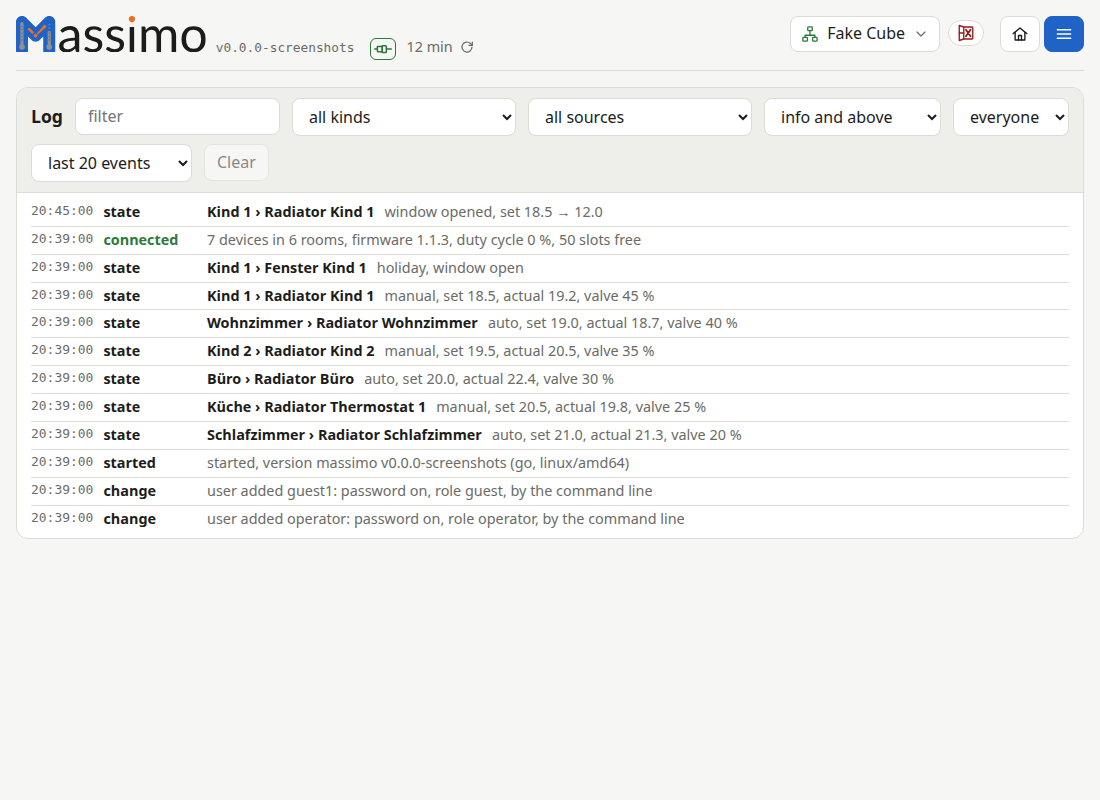 Massimo v0.0.0-screenshots 12 min Fake Cube
Log filter all kinds all sources info and above everyone
last 20 events Clear
20:45:00 state Kind 1 › Radiator Kind 1 window opened, set 18.5 → 12.0
20:39:00 connected 7 devices in 6 rooms, firmware 1.1.3, duty cycle 0 %, 50 slots free
20:39:00 state Kind 1 › Fenster Kind 1 holiday, window open
20:39:00 state Kind 1 › Radiator Kind 1 manual, set 18.5, actual 19.2, valve 45 %
20:39:00 state Wohnzimmer › Radiator Wohnzimmer auto, set 19.0, actual 18.7, valve 40 %
20:39:00 state Kind 2 › Radiator Kind 2 manual, set 19.5, actual 20.5, valve 35 %
20:39:00 state Büro › Radiator Büro auto, set 20.0, actual 22.4, valve 30 %
20:39:00 state Küche › Radiator Thermostat 1 manual, set 20.5, actual 19.8, valve 25 %
20:39:00 state Schlafzimmer › Radiator Schlafzimmer auto, set 21.0, actual 21.3, valve 20 %
20:39:00 started started, version massimo v0.0.0-screenshots (go, linux/amd64)
20:39:00 change user added guest1: password on, role guest, by the command line
20:39:00 change user added operator: password on, role operator, by the command line